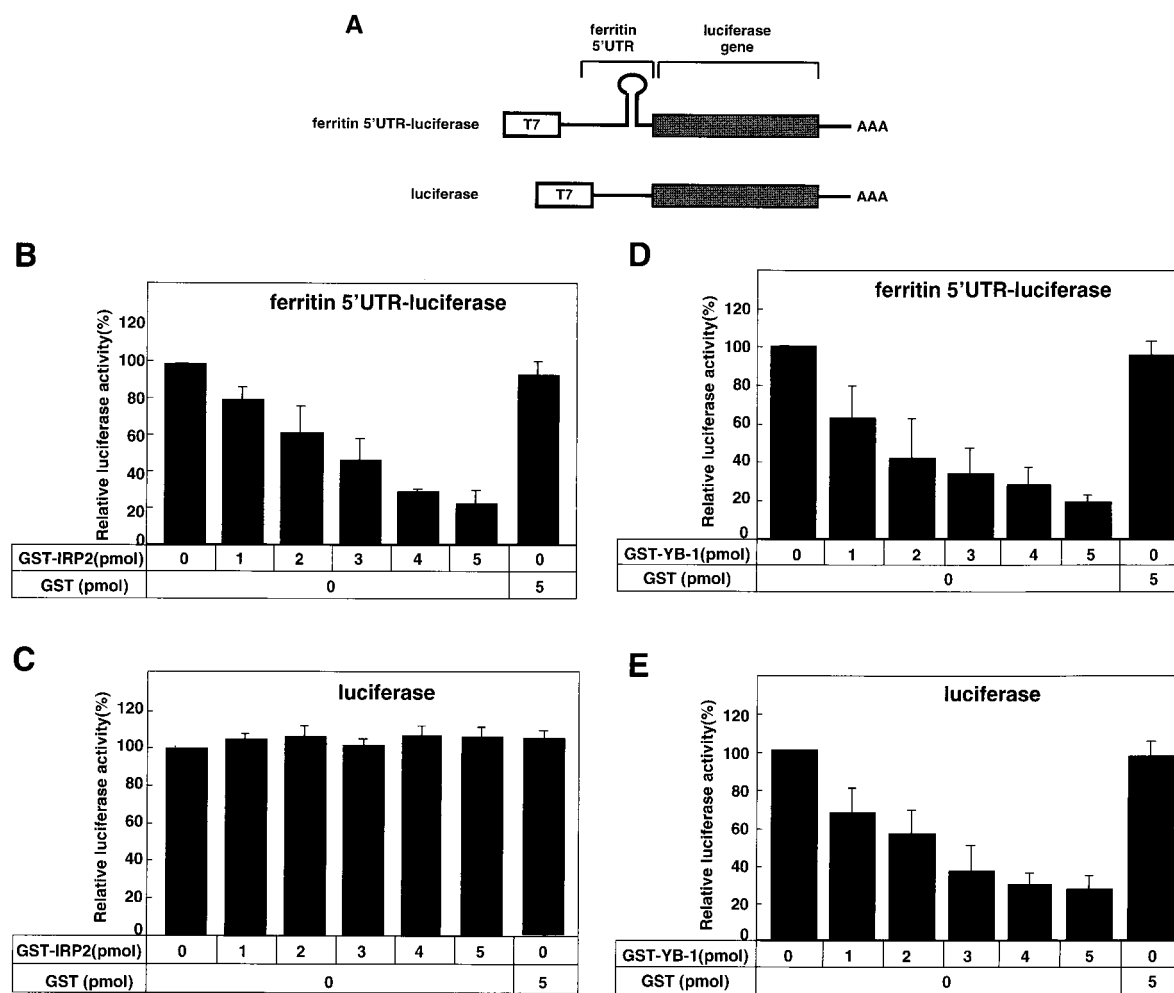 A
ferritin
5'UTR
luciferase
gene
ferritin 5'UTR-luciferase
T7
AAA
luciferase
T7
AAA
B
ferritin 5'UTR-luciferase
Relative luciferase activity(%)
120
100
80
60
40
20
0
GST-IRP2(pmol) 0 1 2 3 4 5 0
GST (pmol) 0 5
C
luciferase
Relative luciferase activity(%)
120
100
80
60
40
20
0
GST-IRP2(pmol) 0 1 2 3 4 5 0
GST (pmol) 0 5
D
ferritin 5'UTR-luciferase
Relative luciferase activity(%)
120
100
80
60
40
20
0
GST-YB-1(pmol) 0 1 2 3 4 5 0
GST (pmol) 0 5
E
luciferase
Relative luciferase activity(%)
120
100
80
60
40
20
0
GST-YB-1(pmol) 0 1 2 3 4 5 0
GST (pmol) 0 5